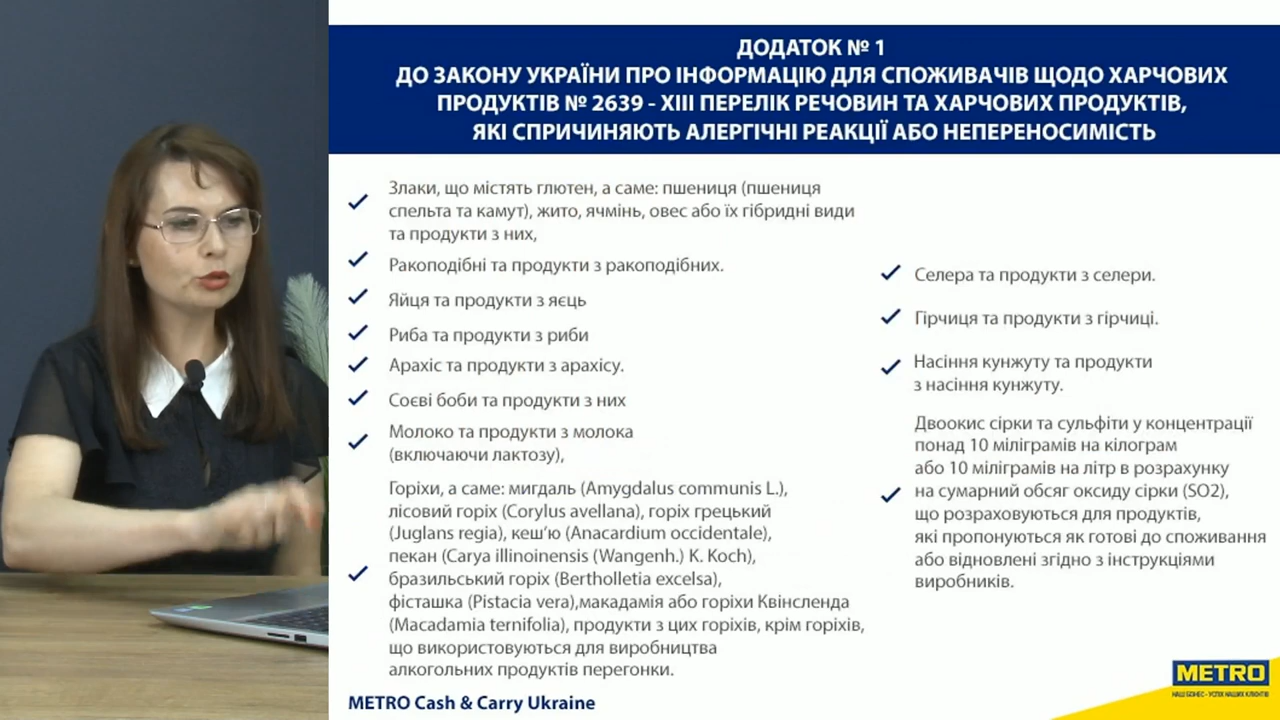 ДОДАТОК № 1
ДО ЗАКОНУ УКРАЇНИ ПРО ІНФОРМАЦІЮ ДЛЯ СПОЖИВАЧІВ ЩОДО ХАРЧОВИХ
ПРОДУКТІВ № 2639 - XIII ПЕРЕЛІК РЕЧОВИН ТА ХАРЧОВИХ ПРОДУКТІВ,
ЯКІ СПРИЧИНЯЮТЬ АЛЕРГІЧНІ РЕАКЦІЇ АБО НЕПЕРЕНОСИМІСТЬ
Злаки, що містять глютен, а саме: пшениця (пшениця
спельта та камут), жито, ячмінь, овес або їх гібридні види
та продукти з них,
Ракоподібні та продукти з ракоподібних.
Яйця та продукти з яєць
Риба та продукти з риби
Арахіс та продукти з арахісу.
Соєві боби та продукти з них
Молоко та продукти з молока
(включаючи лактозу),
Горіхи, а саме: мигдаль (Amygdalus communis L.),
лісовий горіх (Corylus avellana), горіх грецький
(Juglans regia), кеш’ю (Anacardium occidentale),
пекан (Carya illinoinensis (Wangenh.) K. Koch),
бразильський горіх (Bertholletia excelsa),
фісташка (Pistacia vera),макадамія або горіхи Квінсленда
(Macadamia ternifolia), продукти з цих горіхів, крім горіхів,
що використовуються для виробництва
алкогольних продуктів перегонки.
Селера та продукти з селери.
Гірчиця та продукти з гірчиці.
Насіння кунжуту та продукти
з насіння кунжуту.
Двоокис сірки та сульфіти у концентрації
понад 10 міліграмів на кілограм
або 10 міліграмів на літр в розрахунку
на сумарний обсяг оксиду сірки (SO2),
що розраховуються для продуктів,
які пропонуються як готові до споживання
або відновлені згідно з інструкціями
виробників.
METRO Cash & Carry Ukraine
METRO
НАШ БІЗНЕС - УСПІХ НАШИХ КЛІЄНТІВ